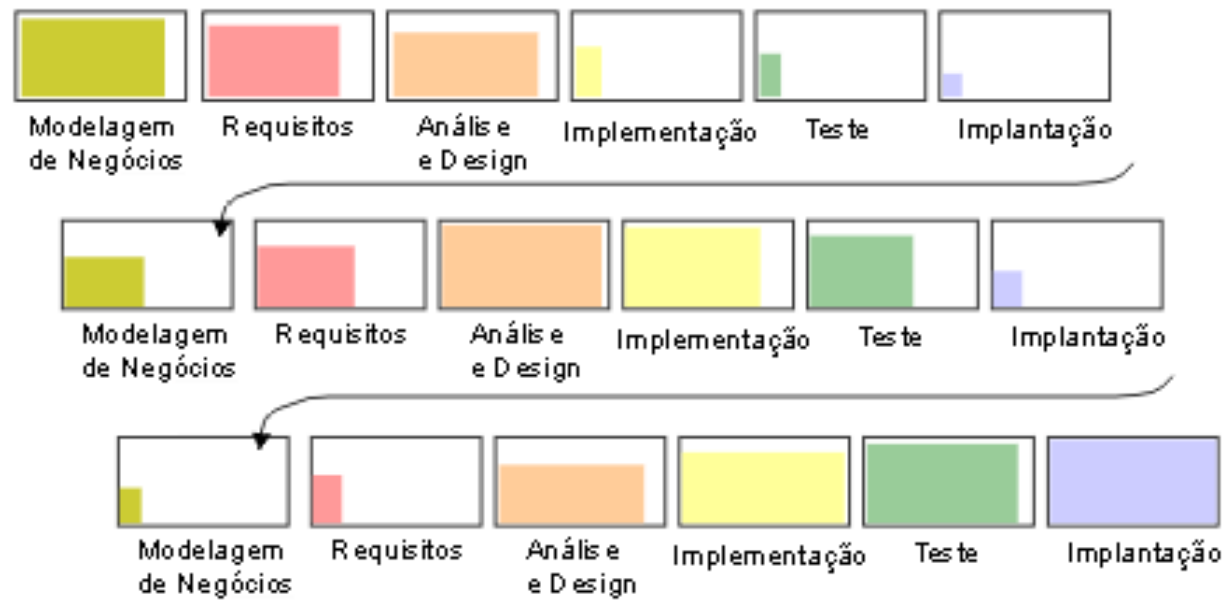 Modelagem
de Negócios
Requisitos
Análise
e Design
Implementação
Teste
Implantação
Modelagem
de Negócios
Requisitos
Análise
e Design
Implementação
Teste
Implantação
Modelagem
de Negócios
Requisitos
Análise
e Design
Implementação
Teste
Implantação